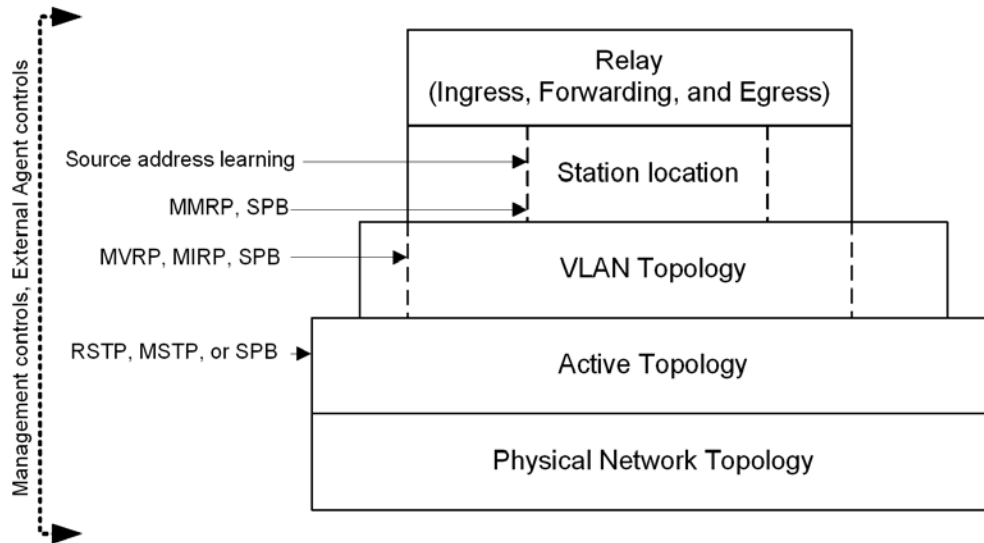 Management controls, External Agent controls
Relay
(Ingress, Forwarding, and Egress)
Source address learning
Station location
MMRP, SPB
MVRP, MIRP, SPB
VLAN Topology
RSTP, MSTP, or SPB
Active Topology
Physical Network Topology